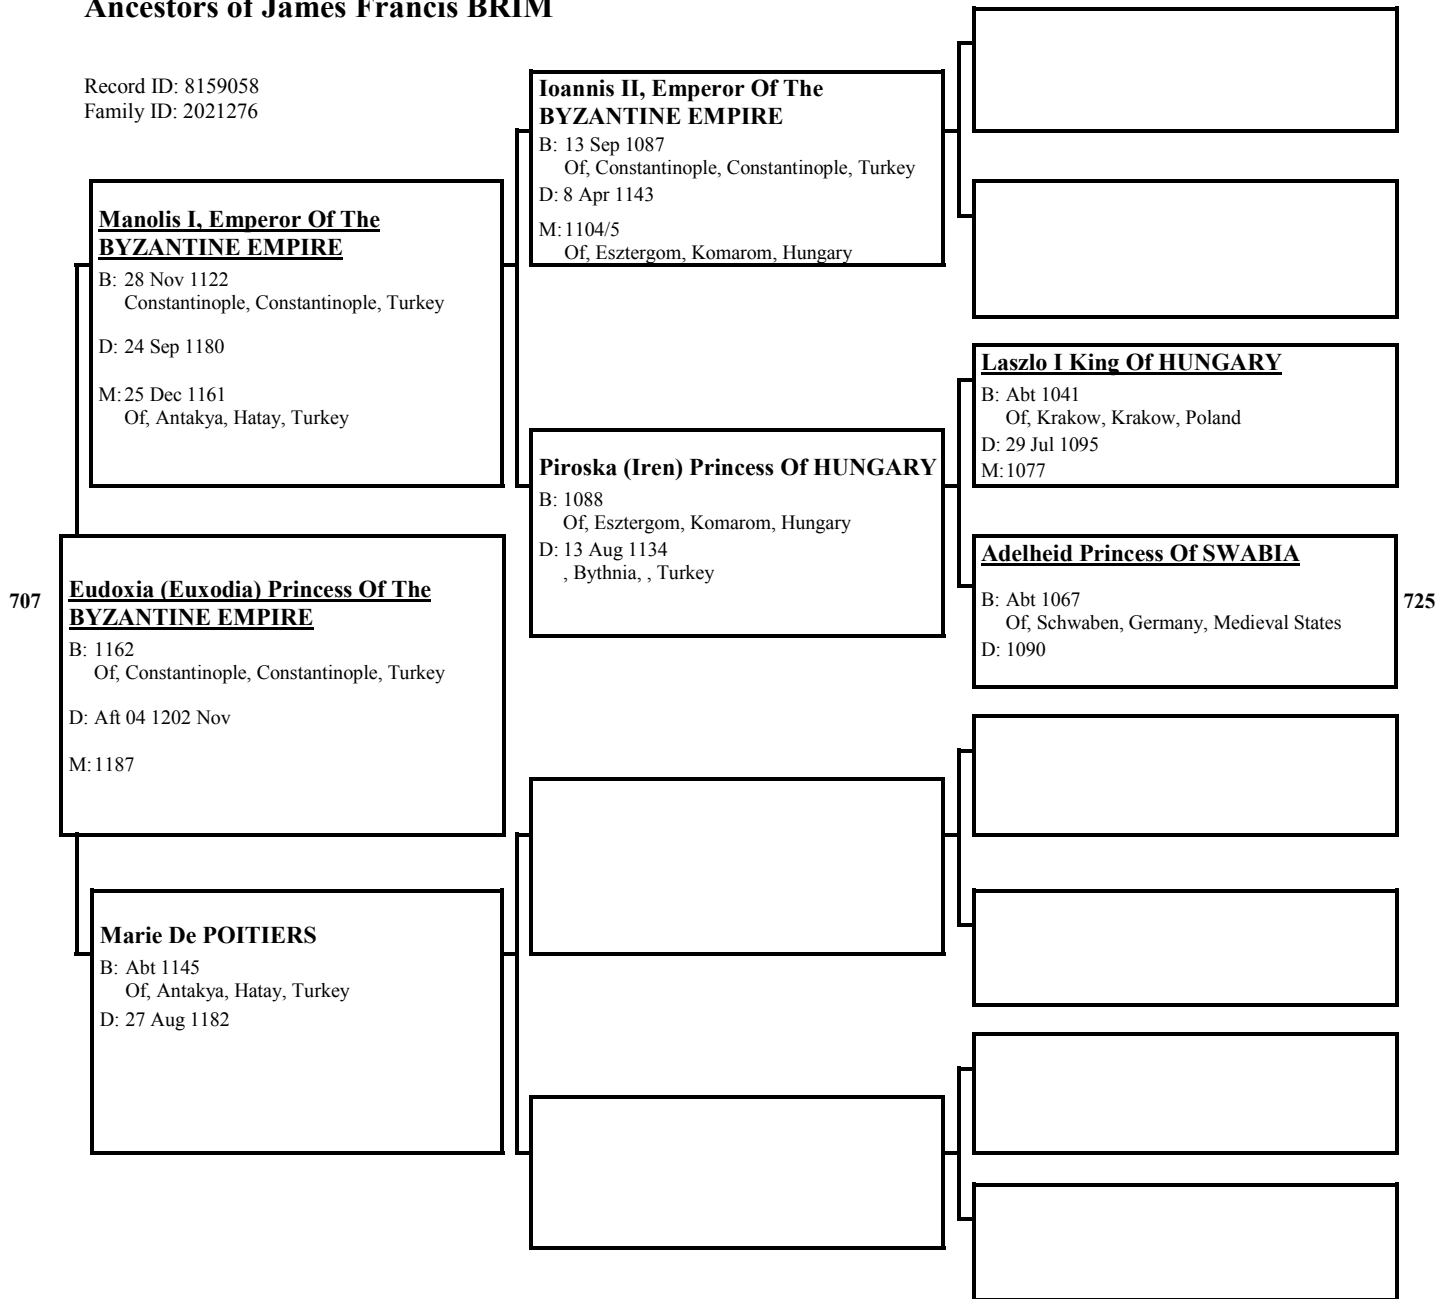 Ancestors of James Francis BRIM
Record ID: 8159058
Family ID: 2021276
Ioannis II, Emperor Of The
BYZANTINE EMPIRE
B: 13 Sep 1087
Of, Constantinople, Constantinople, Turkey
D: 8 Apr 1143
M: 1104/5
Of, Esztergom, Komarom, Hungary
Manolis I, Emperor Of The
BYZANTINE EMPIRE
B: 28 Nov 1122
Constantinople, Constantinople, Turkey
D: 24 Sep 1180
M: 25 Dec 1161
Of, Antakya, Hatay, Turkey
Laszlo I King Of HUNGARY
B: Abt 1041
Of, Krakow, Krakow, Poland
D: 29 Jul 1095
M: 1077
Piroska (Iren) Princess Of HUNGARY
B: 1088
Of, Esztergom, Komarom, Hungary
D: 13 Aug 1134
, Bythnia, , Turkey
Adelheid Princess Of SWABIA
B: Abt 1067
Of, Schwaben, Germany, Medieval States
D: 1090
725
707
Eudoxia (Euxodia) Princess Of The
BYZANTINE EMPIRE
B: 1162
Of, Constantinople, Constantinople, Turkey
D: Aft 04 1202 Nov
M: 1187
Marie De POITIERS
B: Abt 1145
Of, Antakya, Hatay, Turkey
D: 27 Aug 1182